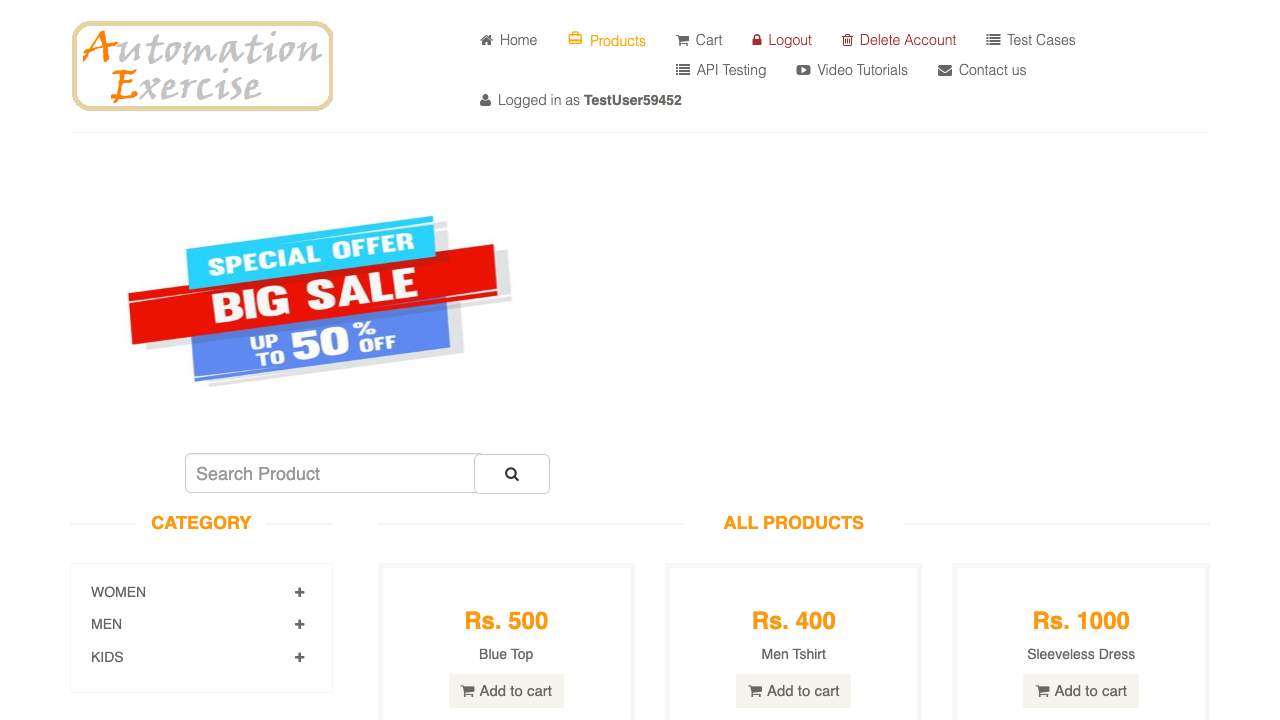 Automation
Exercise
Home
Products
Cart
Logout
Delete Account
Test Cases
API Testing
Video Tutorials
Contact us
Logged in as TestUser59452
SPECIAL OFFER
BIG SALE
UP TO 50% OFF
Search Product
CATEGORY
WOMEN
MEN
KIDS
ALL PRODUCTS
Rs. 500
Blue Top
Add to cart
Rs. 400
Men Tshirt
Add to cart
Rs. 1000
Sleeveless Dress
Add to cart